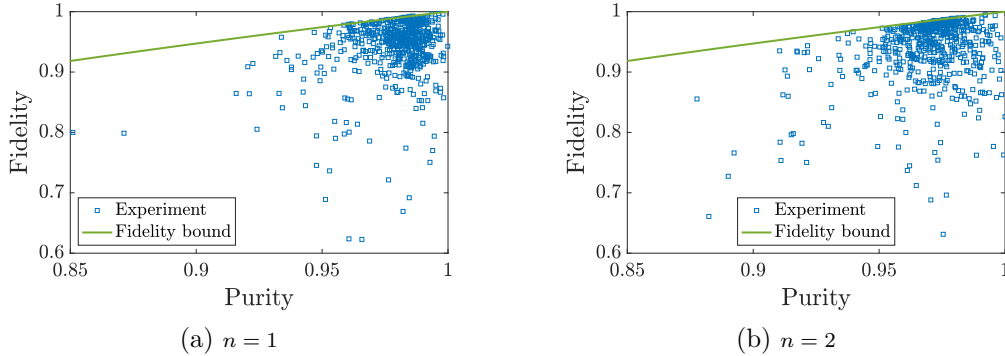 1
0.9
0.8
0.7
0.6
Fidelity
Experiment
Fidelity bound
0.85
0.9
0.95
1
Purity
(a) n = 1
1
0.9
0.8
0.7
0.6
Fidelity
Experiment
Fidelity bound
0.85
0.9
0.95
1
Purity
(b) n = 2